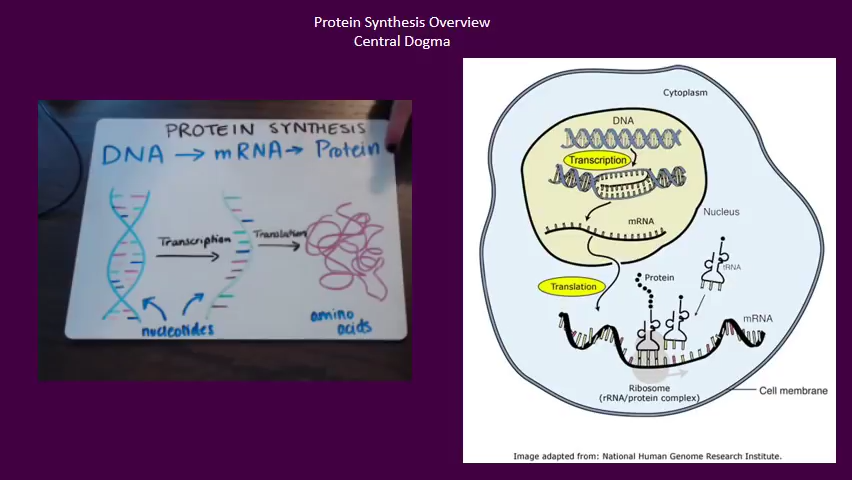 Protein Synthesis Overview
Central Dogma
PROTEIN SYNTHESIS
DNA → mRNA → Protein
Transcription
Translation
nucleotides
amino
acids
Cytoplasm
DNA
Transcription
mRNA
Nucleus
tRNA
Translation
Protein
mRNA
Ribosome
(rRNA/protein complex)
Cell membrane
Image adapted from: National Human Genome Research Institute.